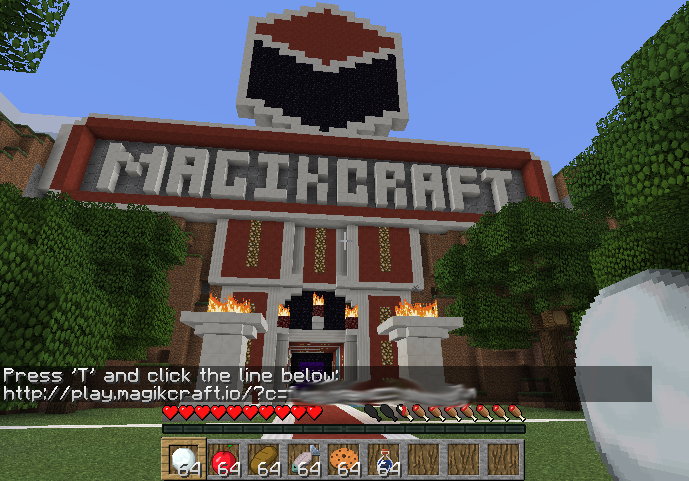 MAGIKCRAFT
Press 'T' and click the line below:
http://play.magikcraft.io/?c=
64 64 64 64 64 64